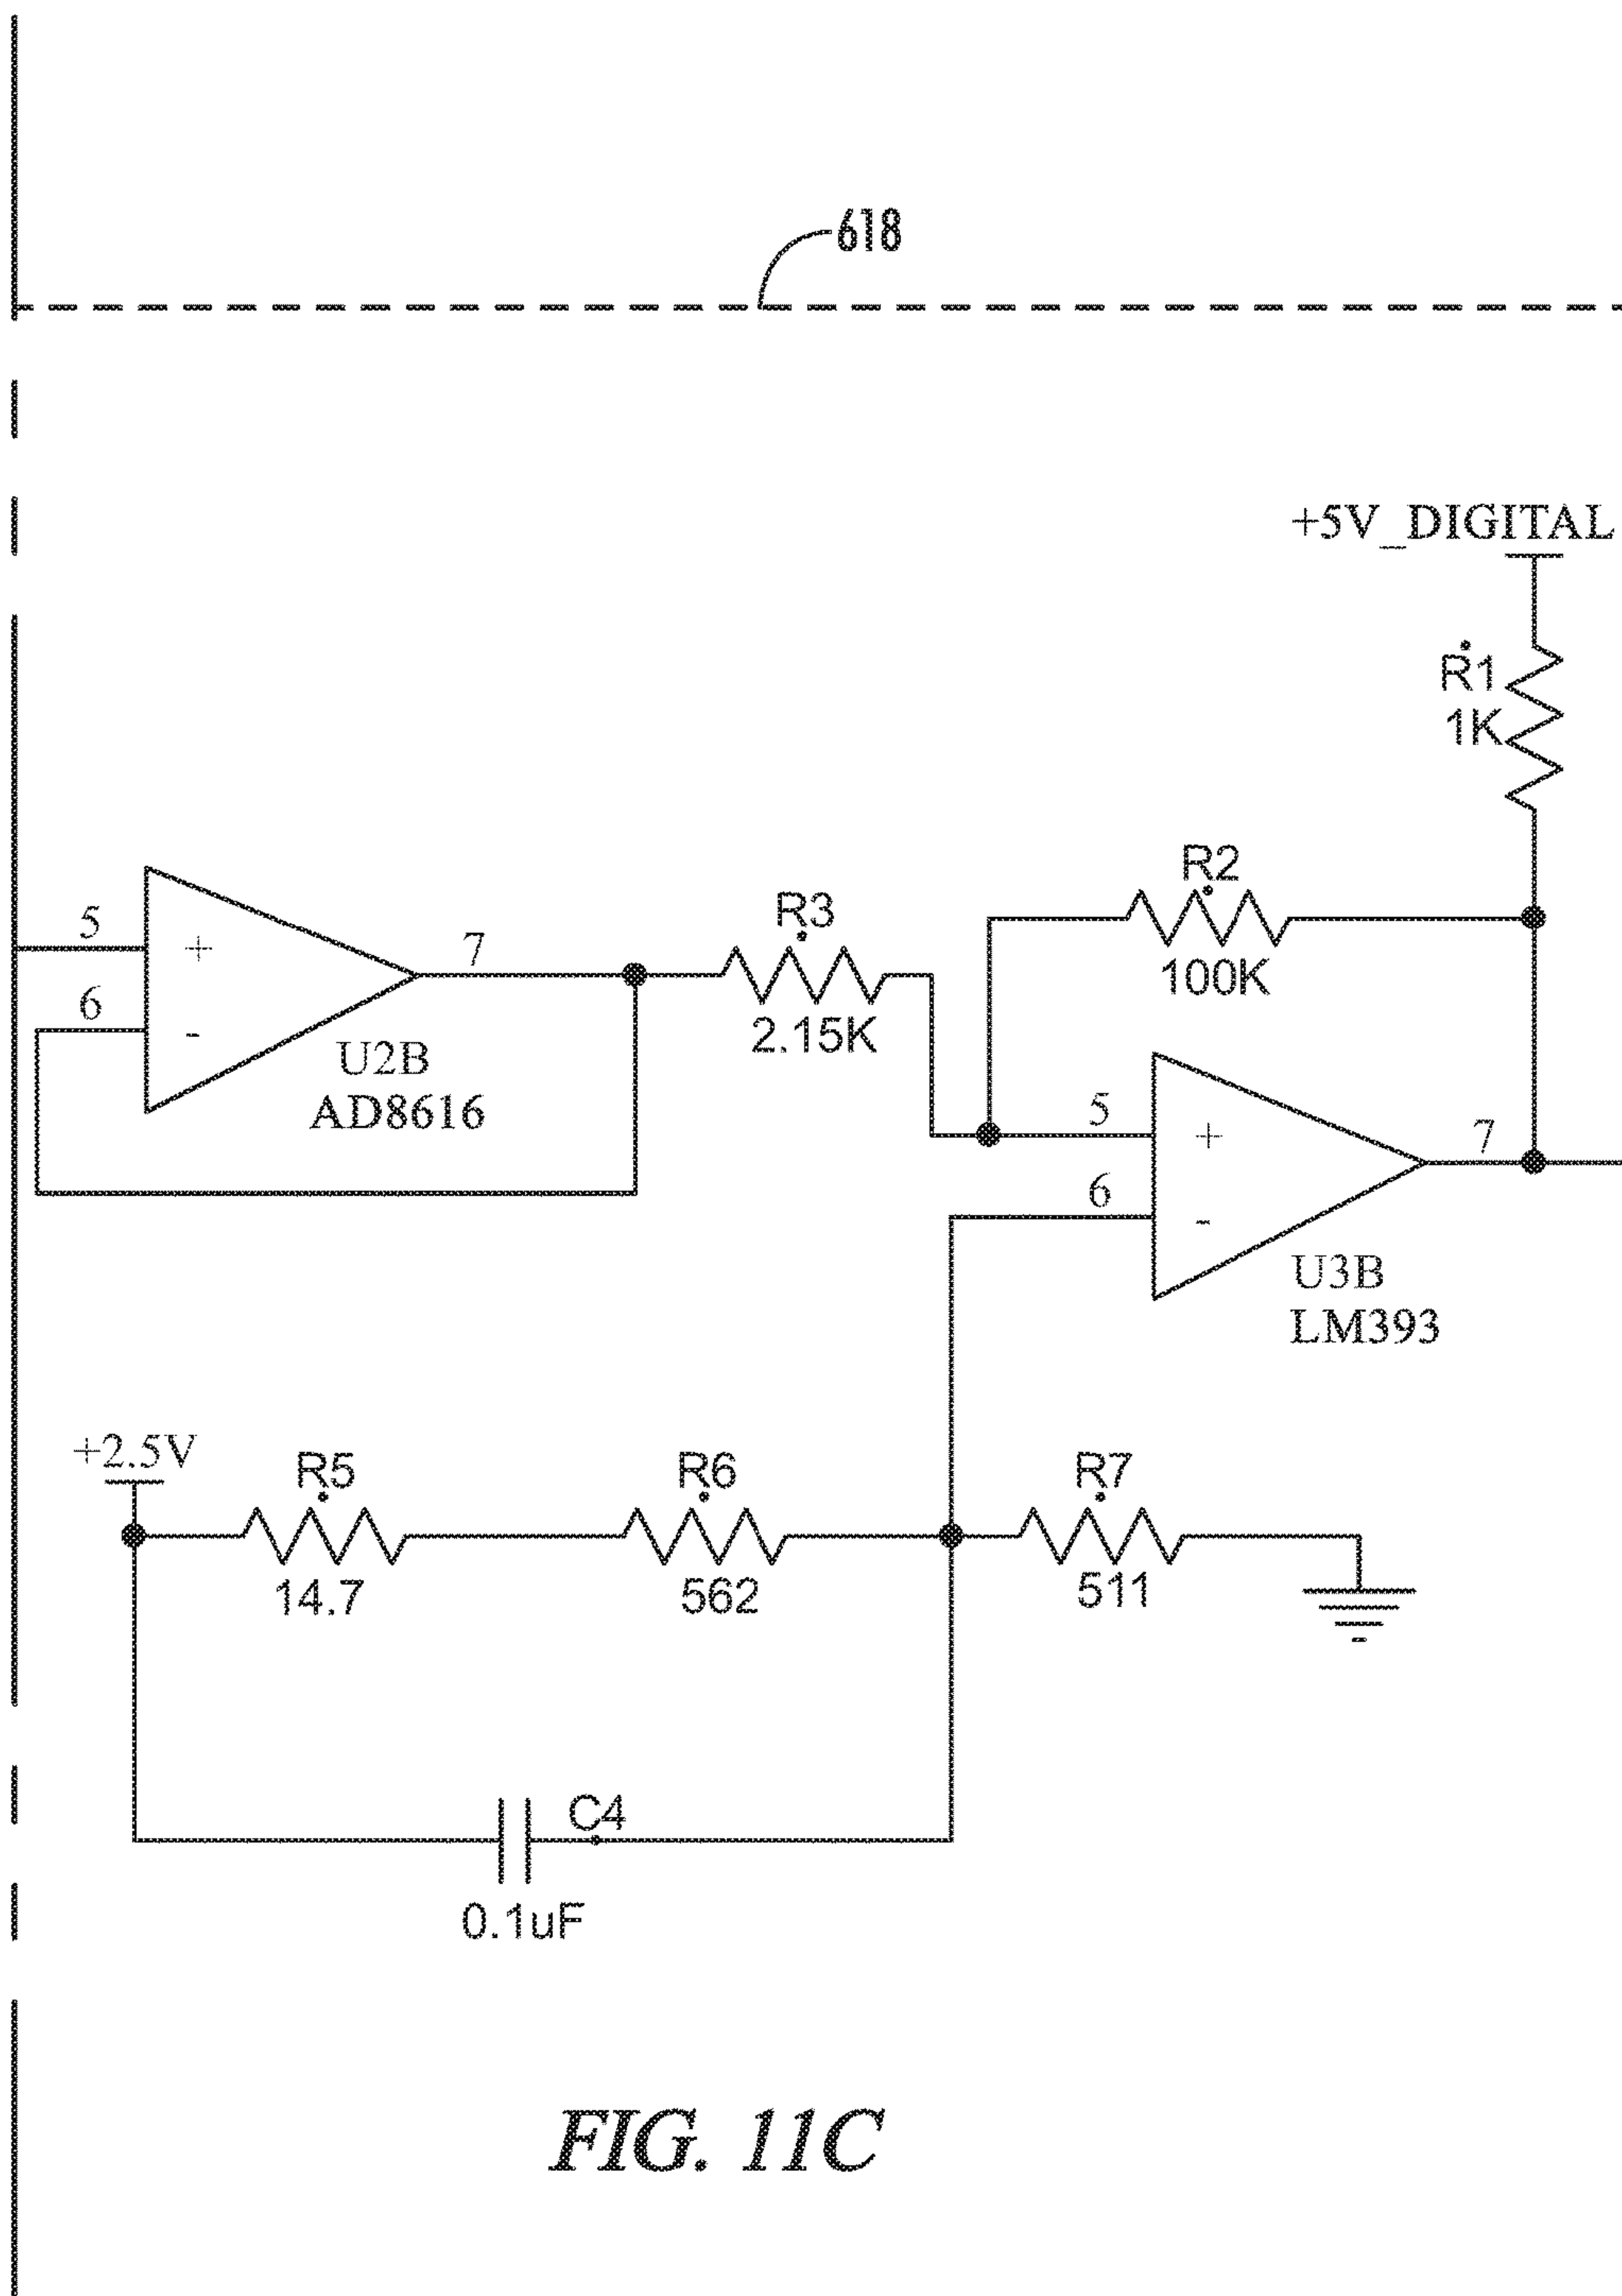 618
+5V_DIGITAL
R1
1K
R2
100K
R3
2.15K
5
+
6
-
7
U2B
AD8616
5
+
6
-
7
U3B
LM393
+2.5V
R5
14.7
R6
562
R7
511
C4
0.1uF
FIG. 11C